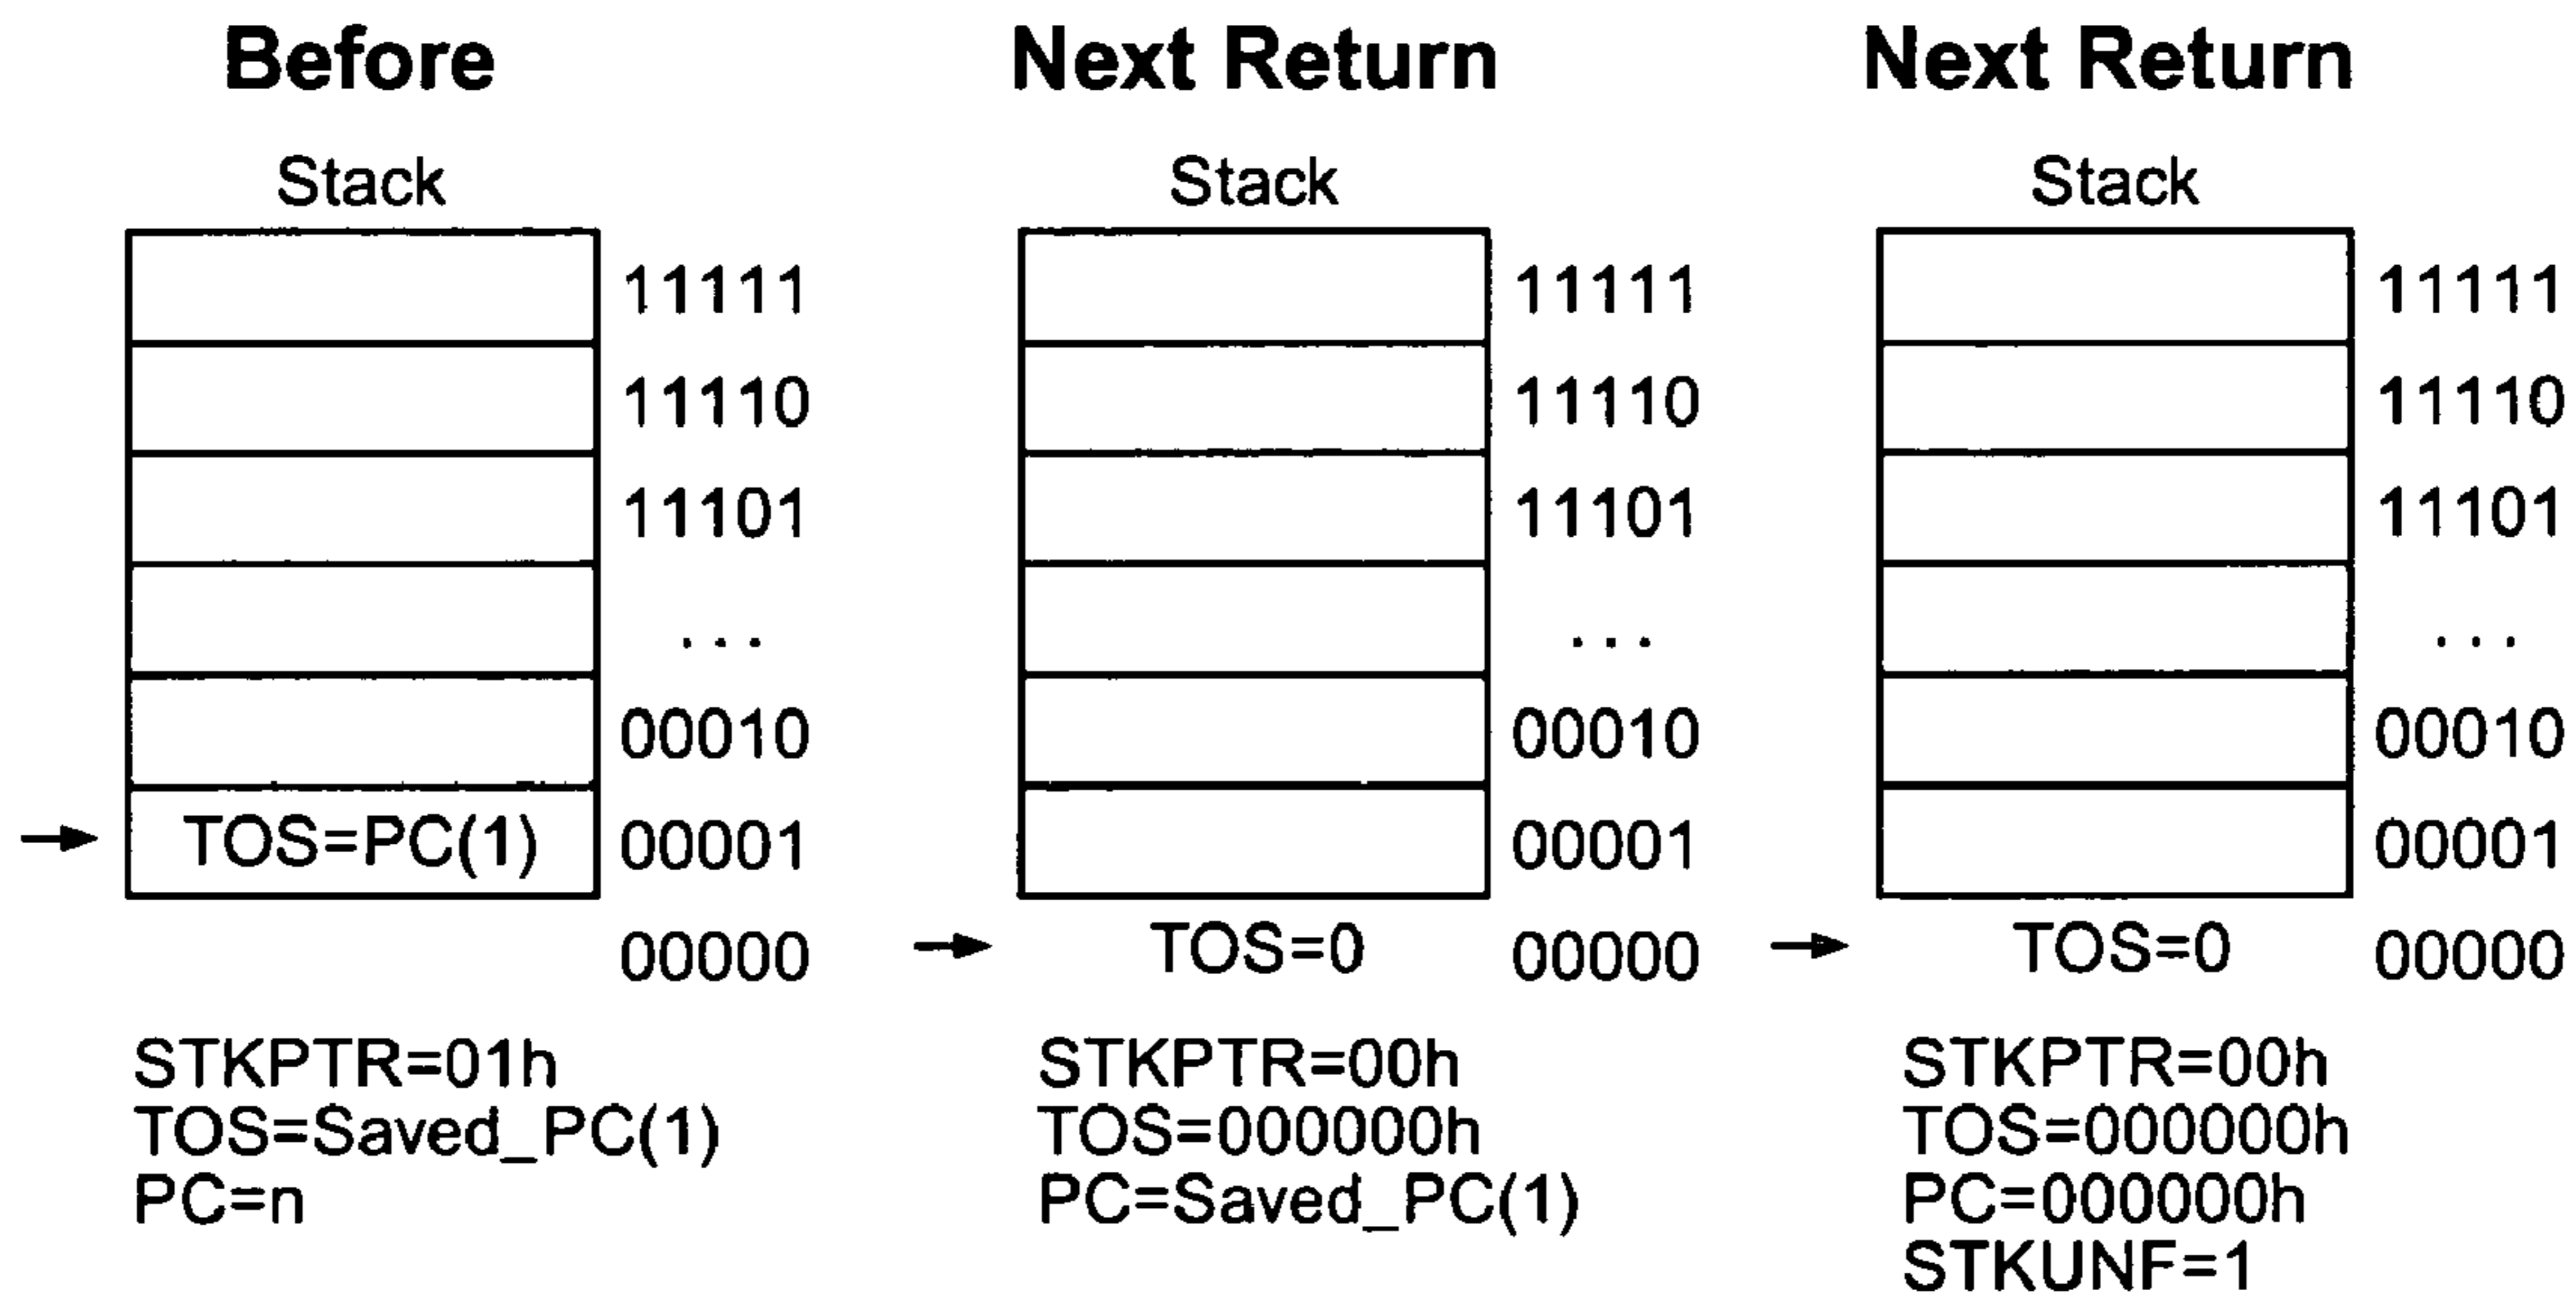 Before
Stack
11111
11110
11101
...
00010
TOS=PC(1) 00001
00000
STKPTR=01h
TOS=Saved_PC(1)
PC=n
Next Return
Stack
11111
11110
11101
...
00010
00001
TOS=0 00000
STKPTR=00h
TOS=000000h
PC=Saved_PC(1)
Next Return
Stack
11111
11110
11101
...
00010
00001
TOS=0 00000
STKPTR=00h
TOS=000000h
PC=000000h
STKUNF=1